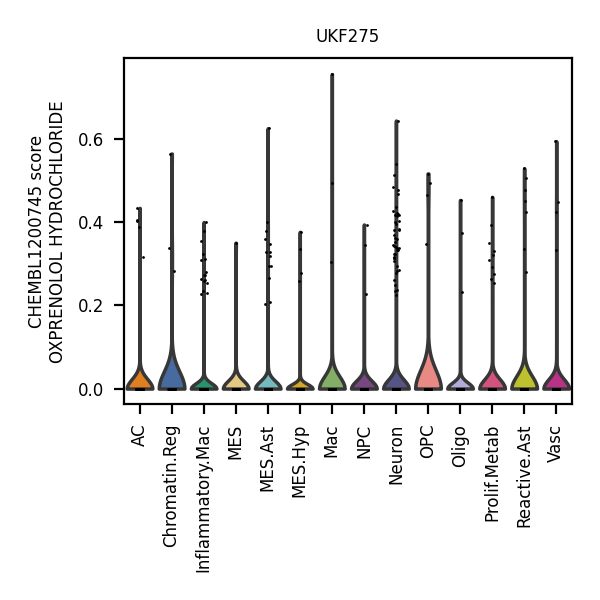 UKF275
CHEMBL1200745 score
OXPRENOLOL HYDROCHLORIDE
0.6
0.4
0.2
0.0
AC
Chromatin.Reg
Inflammatory.Mac
MES
MES.Ast
MES.Hyp
Mac
NPC
Neuron
OPC
Oligo
Prolif.Metab
Reactive.Ast
Vasc